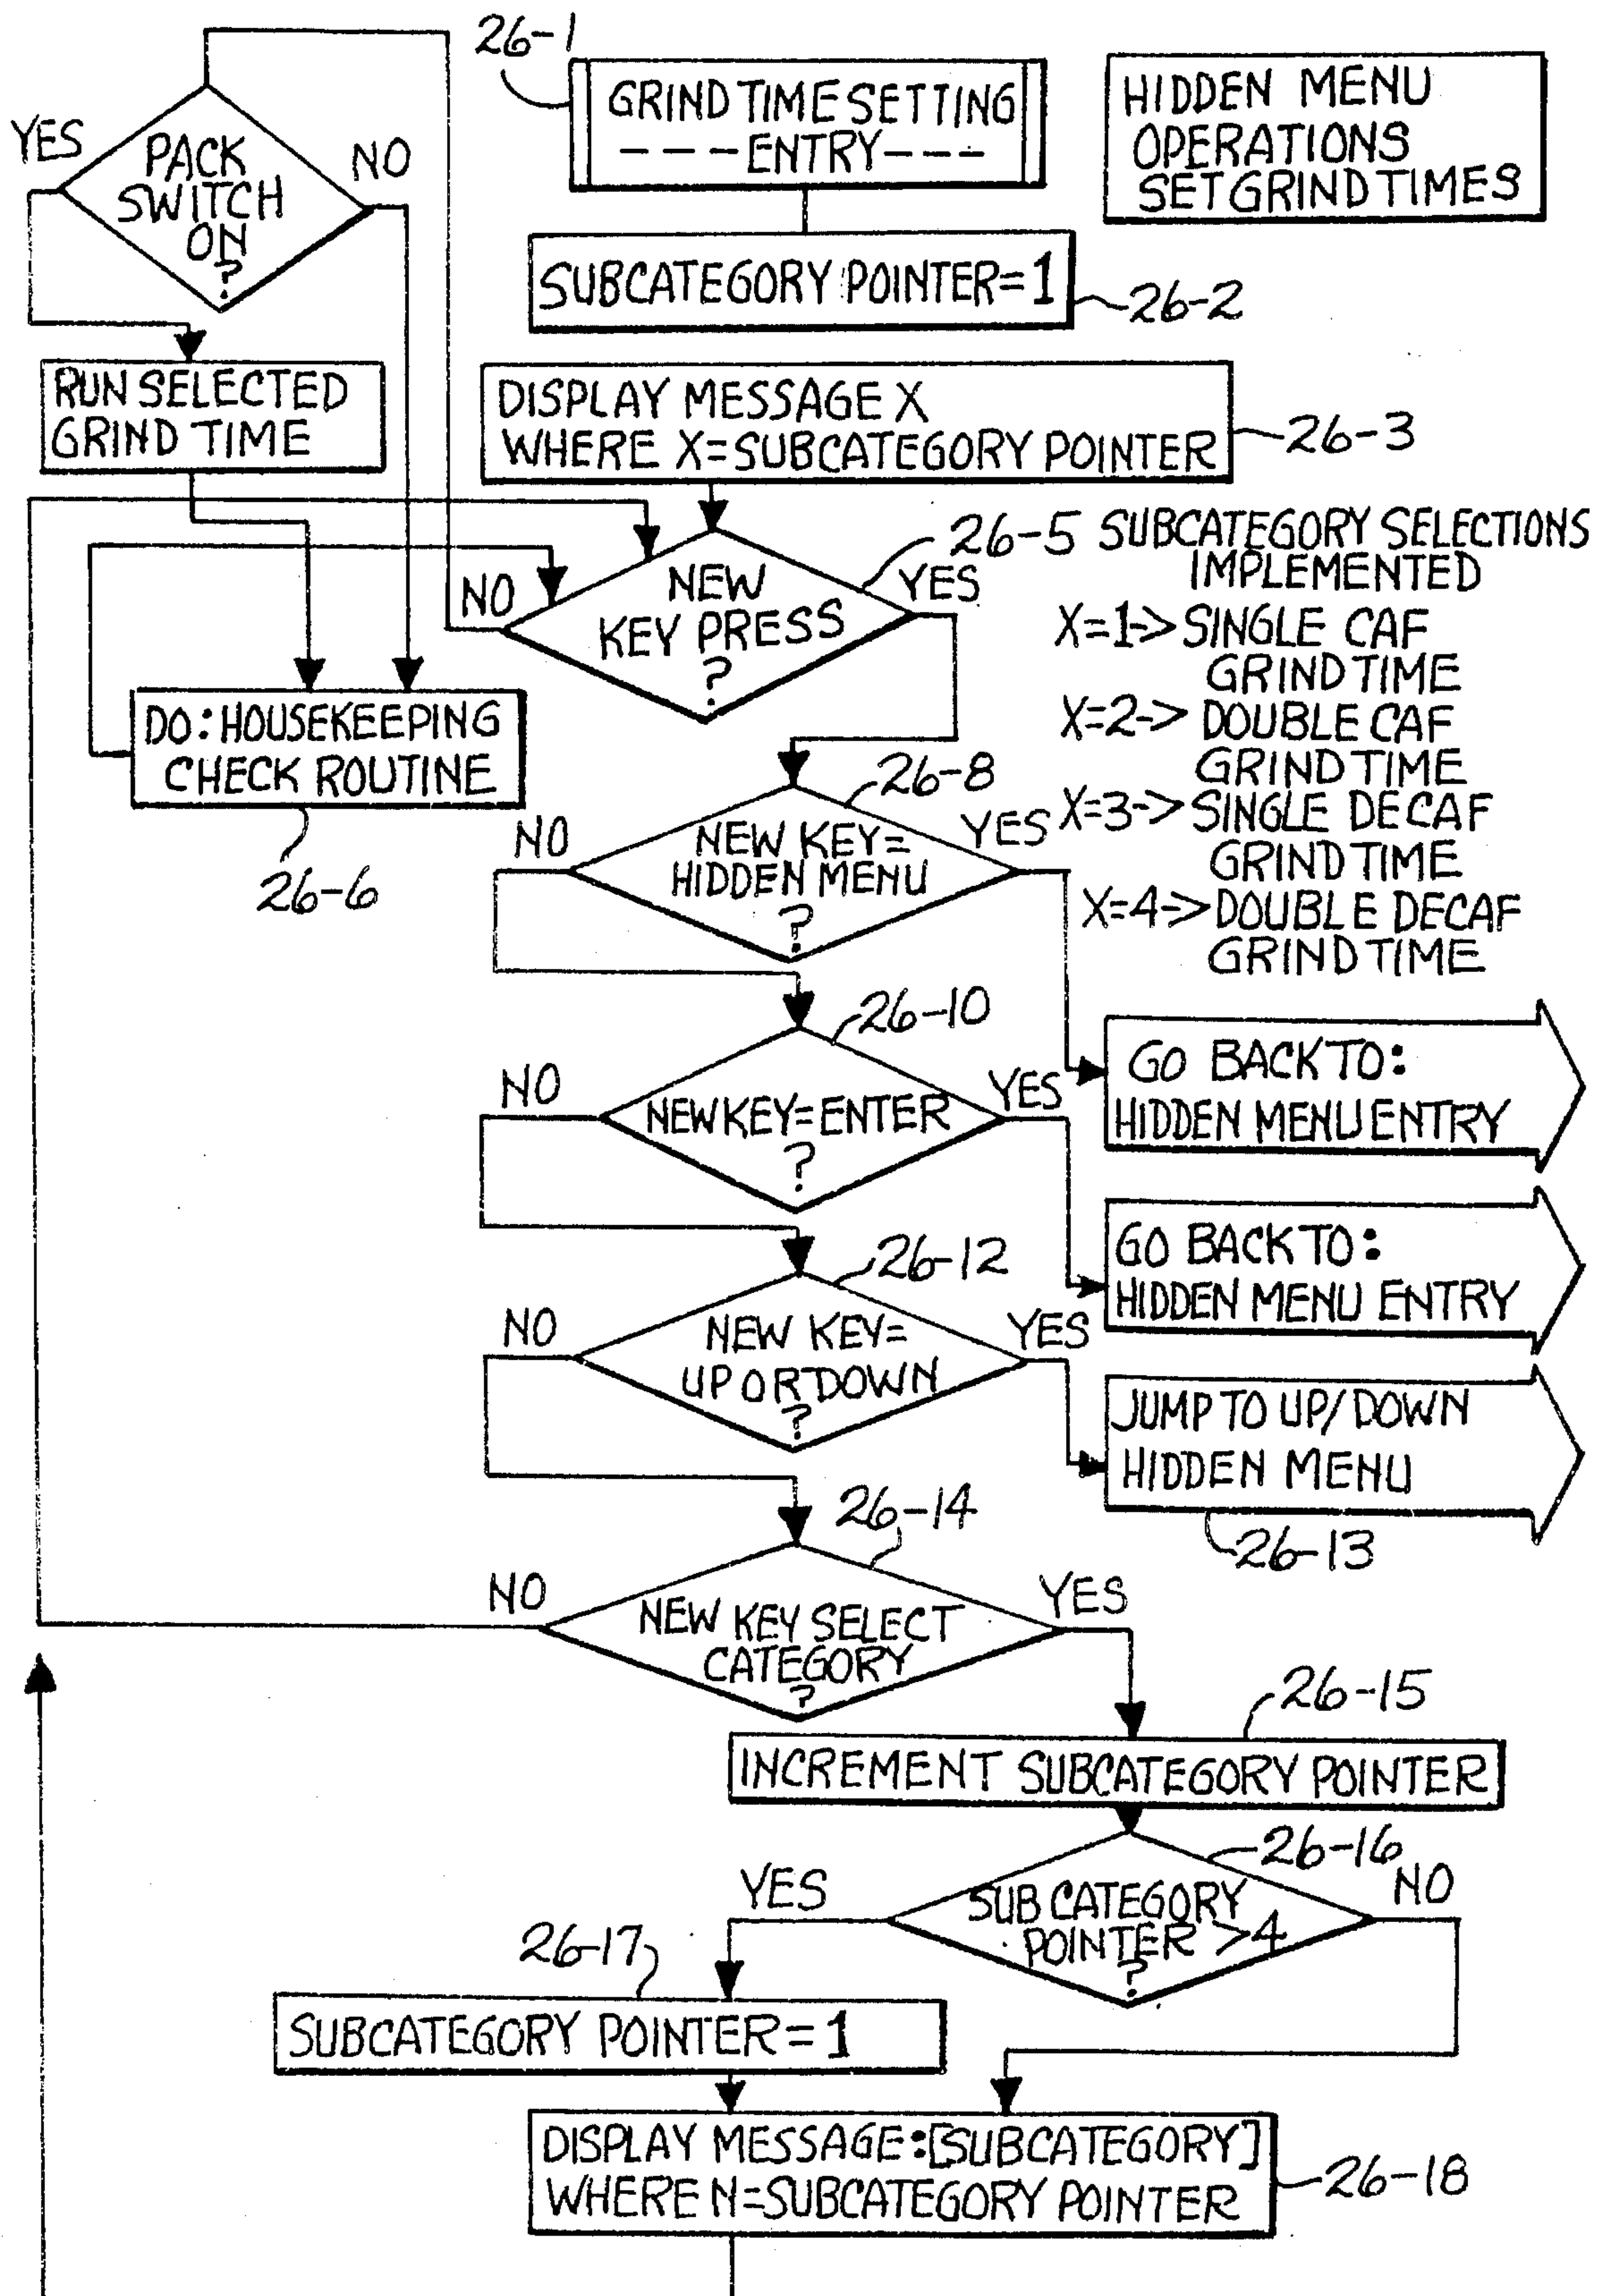 26-1
GRIND TIME SETTING
---ENTRY---
HIDDEN MENU
OPERATIONS
SET GRIND TIMES
YES
PACK
SWITCH
ON
?
NO
SUBCATEGORY POINTER=1
26-2
RUN SELECTED
GRIND TIME
DISPLAY MESSAGE X
WHERE X=SUBCATEGORY POINTER
26-3
26-5
SUBCATEGORY SELECTIONS
IMPLEMENTED
X=1->SINGLE CAF
GRIND TIME
X=2-> DOUBLE CAF
GRIND TIME
X=3-> SINGLE DECAF
GRIND TIME
X=4->DOUBLE DECAF
GRIND TIME
NO
NEW
KEY PRESS
?
YES
DO: HOUSEKEEPING
CHECK ROUTINE
26-6
26-8
NO
NEW KEY=
HIDDEN MENU
?
YES
26-10
GO BACK TO:
HIDDEN MENU ENTRY
NO
NEW KEY=ENTER
?
YES
GO BACK TO:
HIDDEN MENU ENTRY
26-12
NO
NEW KEY=
UP OR DOWN
?
YES
JUMP TO UP/DOWN
HIDDEN MENU
26-13
26-14
NO
NEW KEY SELECT
CATEGORY
?
YES
26-15
INCREMENT SUBCATEGORY POINTER
26-16
YES
SUB CATEGORY
POINTER >4
?
NO
26-17
SUBCATEGORY POINTER=1
DISPLAY MESSAGE:[SUBCATEGORY]
WHERE N=SUBCATEGORY POINTER
26-18